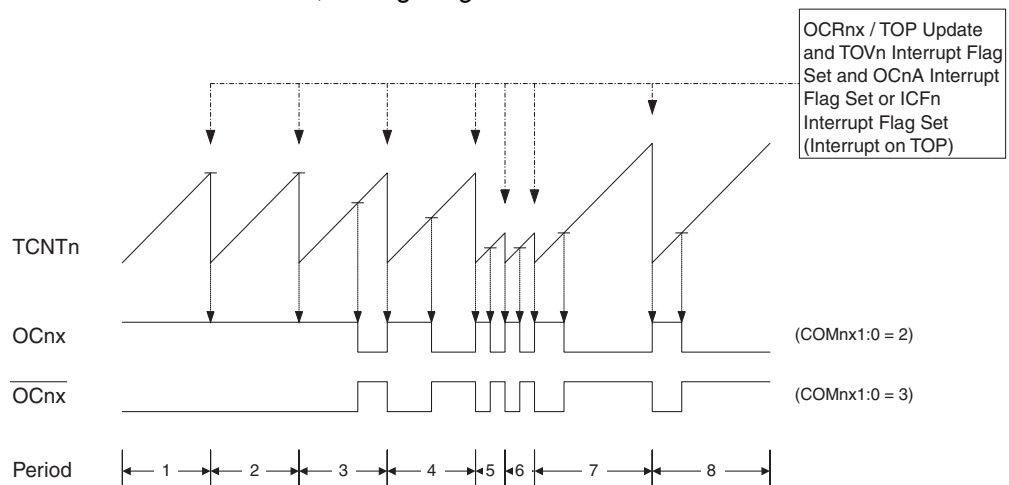 OCRnx / TOP Update
and TOVn Interrupt Flag
Set and OCnA Interrupt
Flag Set or ICFn
Interrupt Flag Set
(Interrupt on TOP)
TCNTn
OCnx
(COMnx1:0 = 2)
OCnx
(COMnx1:0 = 3)
Period
1 2 3 4 5 6 7 8